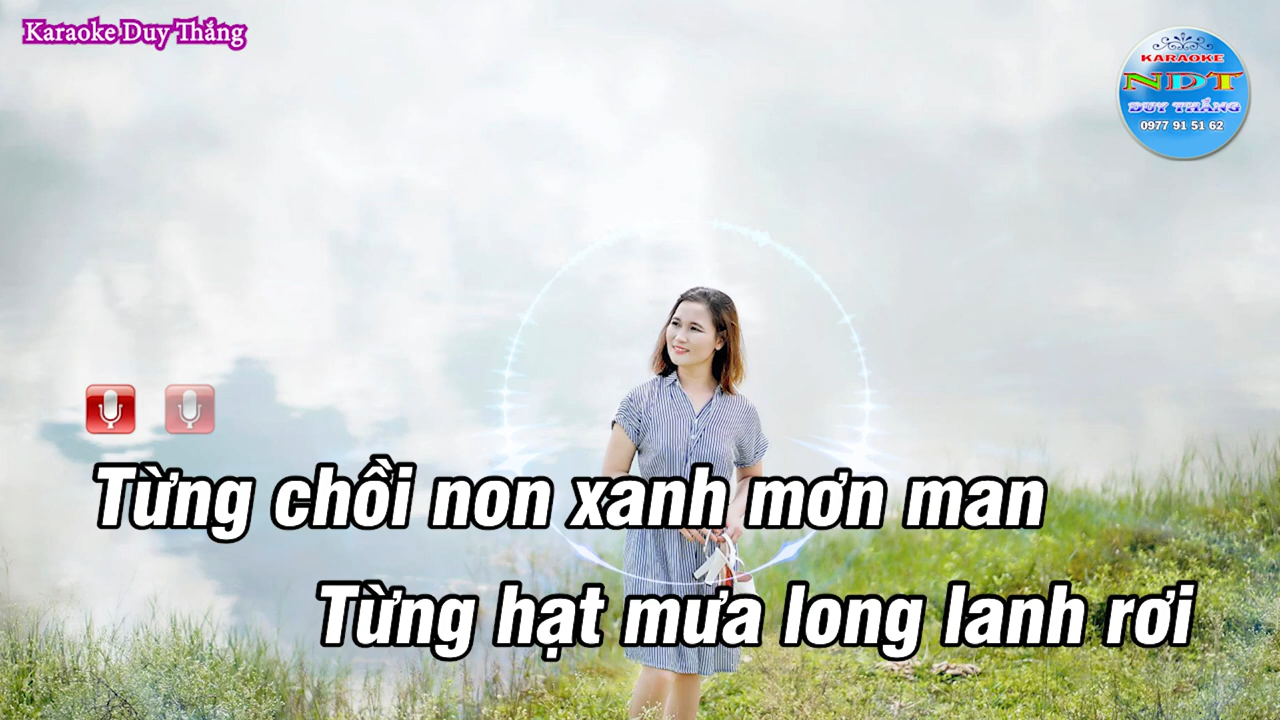 Karaoke Duy Thắng
KARAOKE
NDT
DUY THẮNG
0977 91 51 62
Từng chồi non xanh mơn man
Từng hạt mưa long lanh rơi